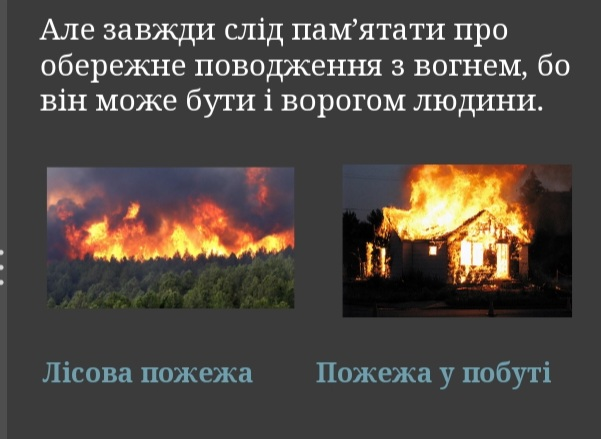 Але завжди слід пам’ятати про
обережне поводження з вогнем, бо
він може бути і ворогом людини.
Лісова пожежа
Пожежа у побуті